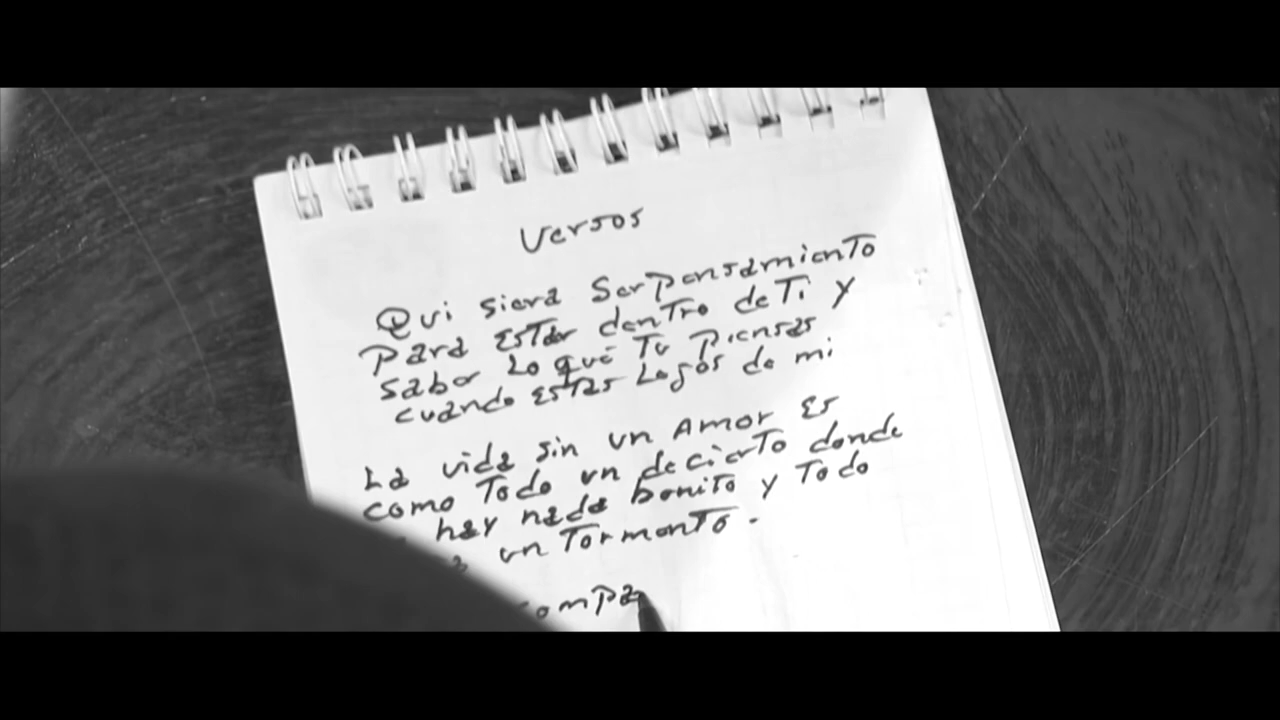 Versos
Qui siera Ser pensamiento
para estar dentro de Ti y
saber Lo que Tu piensas
cuando estas Lejos de mi
La vida sin un Amor Es
como Todo un decierto donde
hay nada bonito y Todo
un Tormento.
ompa